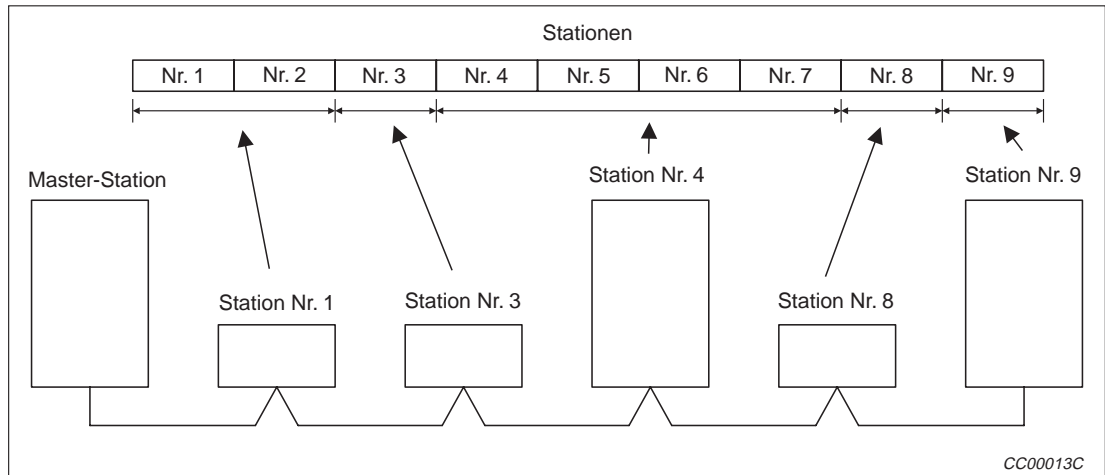 Stationen
Nr. 1 Nr. 2 Nr. 3 Nr. 4 Nr. 5 Nr. 6 Nr. 7 Nr. 8 Nr. 9
Master-Station
Station Nr. 4
Station Nr. 9
Station Nr. 1
Station Nr. 3
Station Nr. 8
CC00013C